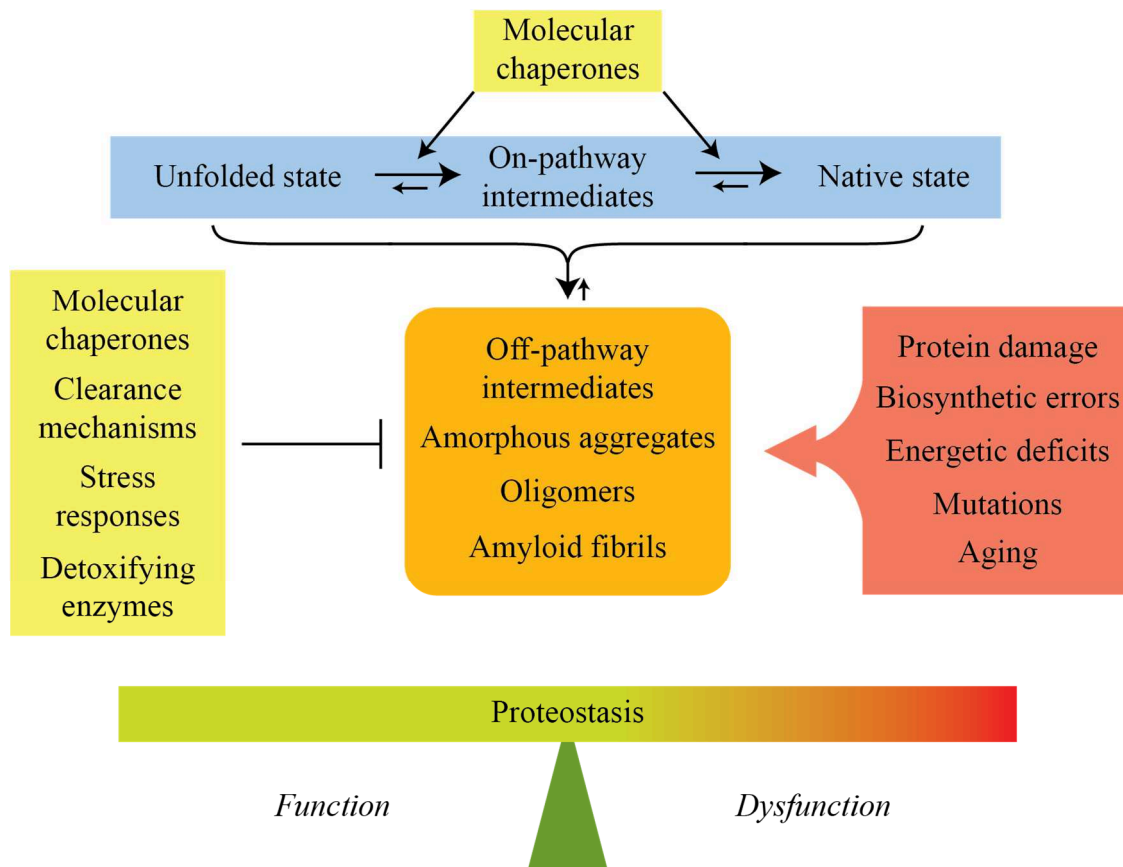 Molecular
chaperones
Unfolded state
On-pathway
intermediates
Native state
Molecular
chaperones
Clearance
mechanisms
Stress
responses
Detoxifying
enzymes
Off-pathway
intermediates
Amorphous aggregates
Oligomers
Amyloid fibrils
Protein damage
Biosynthetic errors
Energetic deficits
Mutations
Aging
Proteostasis
Function
Dysfunction